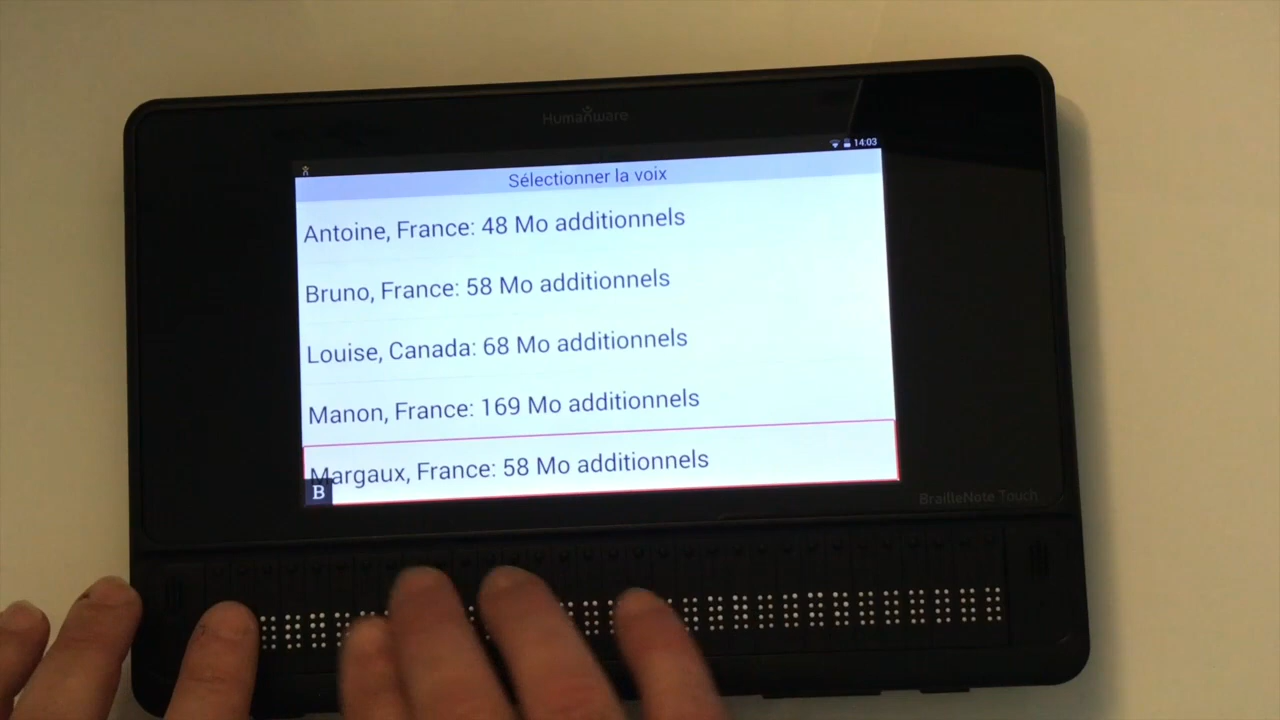 HumanWare
14:03
Sélectionner la voix
Antoine, France: 48 Mo additionnels
Bruno, France: 58 Mo additionnels
Louise, Canada: 68 Mo additionnels
Manon, France: 169 Mo additionnels
Margaux, France: 58 Mo additionnels
B
BrailleNote Touch